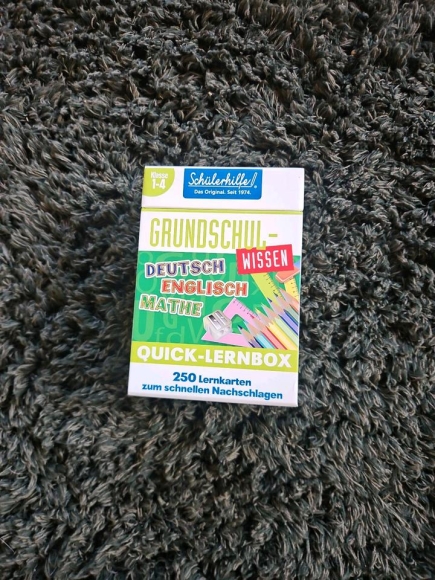 Klasse
1-4
Schülerhilfe!
Das Original. Seit 1974.
GRUNDSCHUL-
WISSEN
DEUTSCH
ENGLISCH
MATHE
QUICK-LERNBOX
250 Lernkarten
zum schnellen Nachschlagen